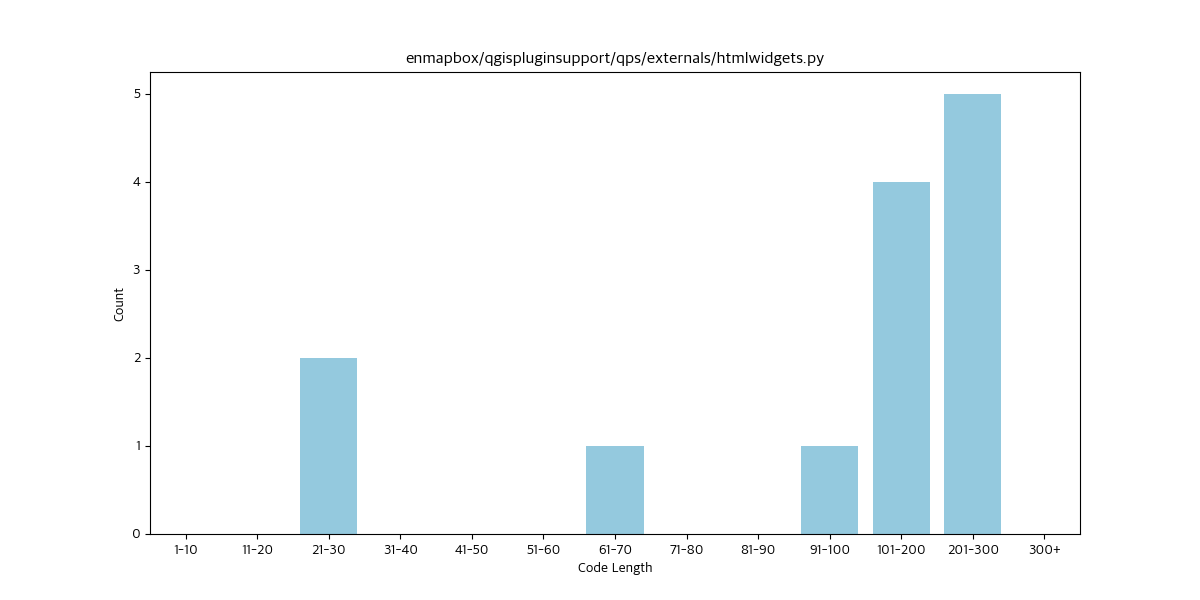 enmapbox/qgispluginsupport/qps/externals/htmlwidgets.py
5
4
3
2
1
0
Count
1-10 11-20 21-30 31-40 41-50 51-60 61-70 71-80 81-90 91-100 101-200 201-300 300+
Code Length